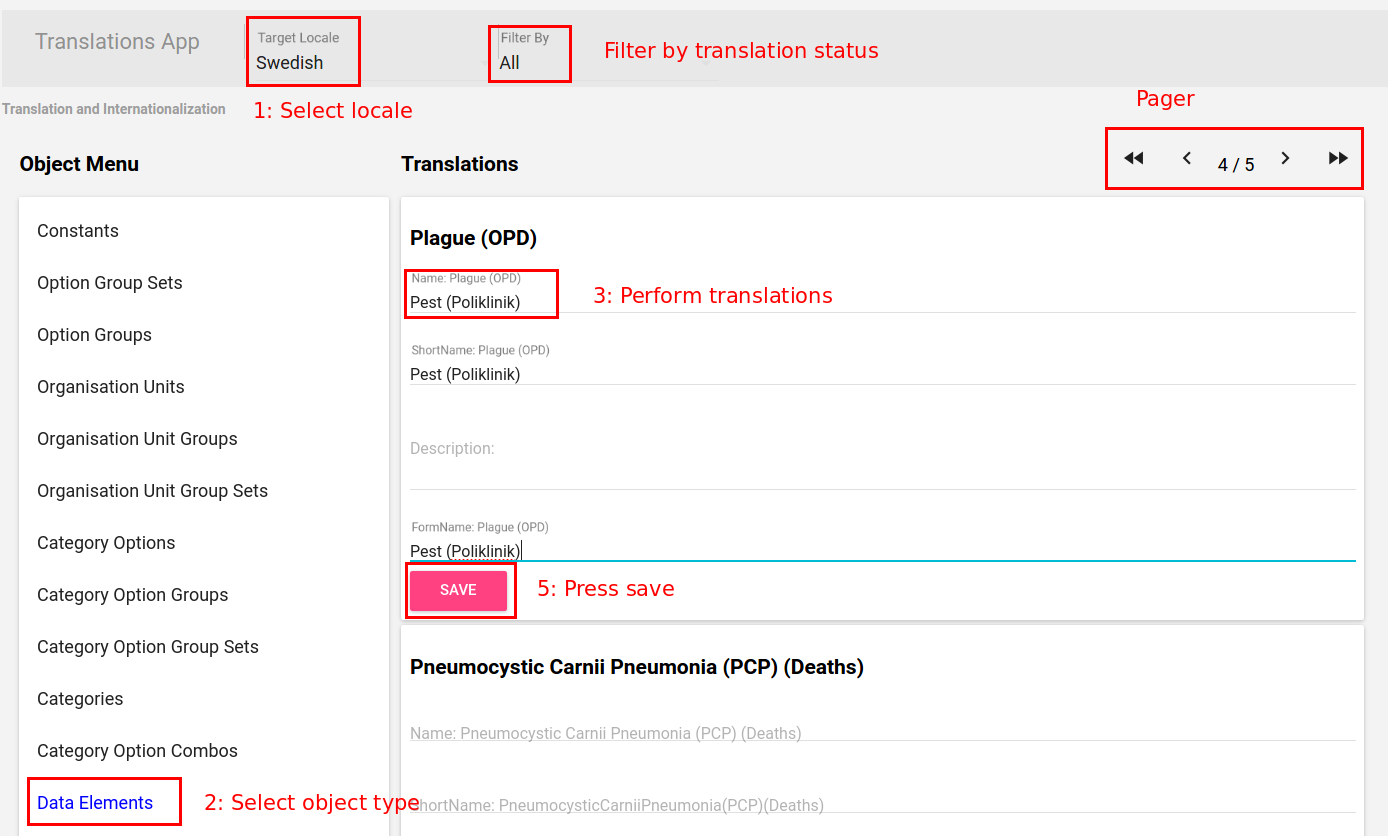 Translations App
Target Locale
Swedish
Filter By
All
Filter by translation status
Translation and Internationalization
1: Select locale
Pager
Object Menu
Translations
4 / 5
Constants
Option Group Sets
Option Groups
Organisation Units
Organisation Unit Groups
Organisation Unit Group Sets
Category Options
Category Option Groups
Category Option Group Sets
Categories
Category Option Combos
Data Elements
2: Select object type
Plague (OPD)
Name: Plague (OPD)
Pest (Poliklinik)
3: Perform translations
ShortName: Plague (OPD)
Pest (Poliklinik)
Description:
FormName: Plague (OPD)
Pest (Poliklinik)
SAVE
5: Press save
Pneumocystic Carnii Pneumonia (PCP) (Deaths)
Name: Pneumocystic Carnii Pneumonia (PCP) (Deaths)
ShortName: PneumocysticCarniiPneumonia(PCP)(Deaths)